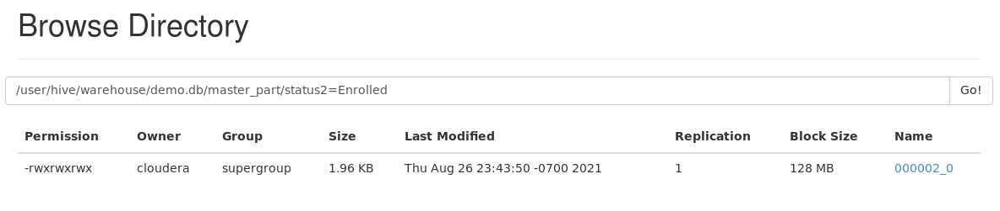 Browse Directory
/user/hive/warehouse/demo.db/master_part/status2=Enrolled Go!
Permission Owner Group Size Last Modified Replication Block Size Name
-rwxrwxrwx cloudera supergroup 1.96 KB Thu Aug 26 23:43:50 -0700 2021 1 128 MB 000002_0